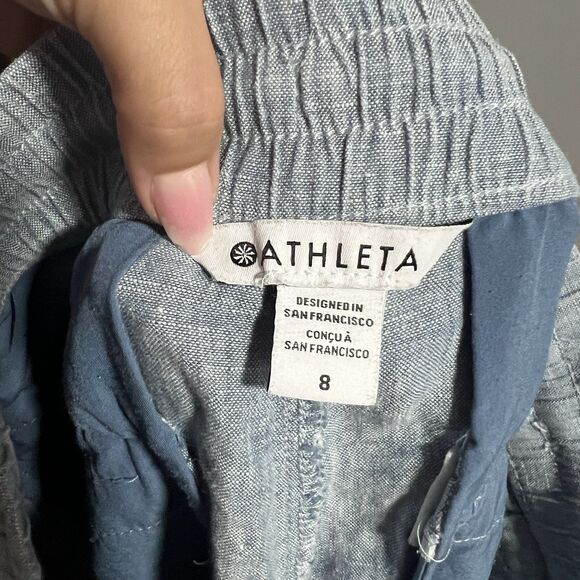 ATHLETA
DESIGNED IN
SAN FRANCISCO
CONÇU À
SAN FRANCISCO
8